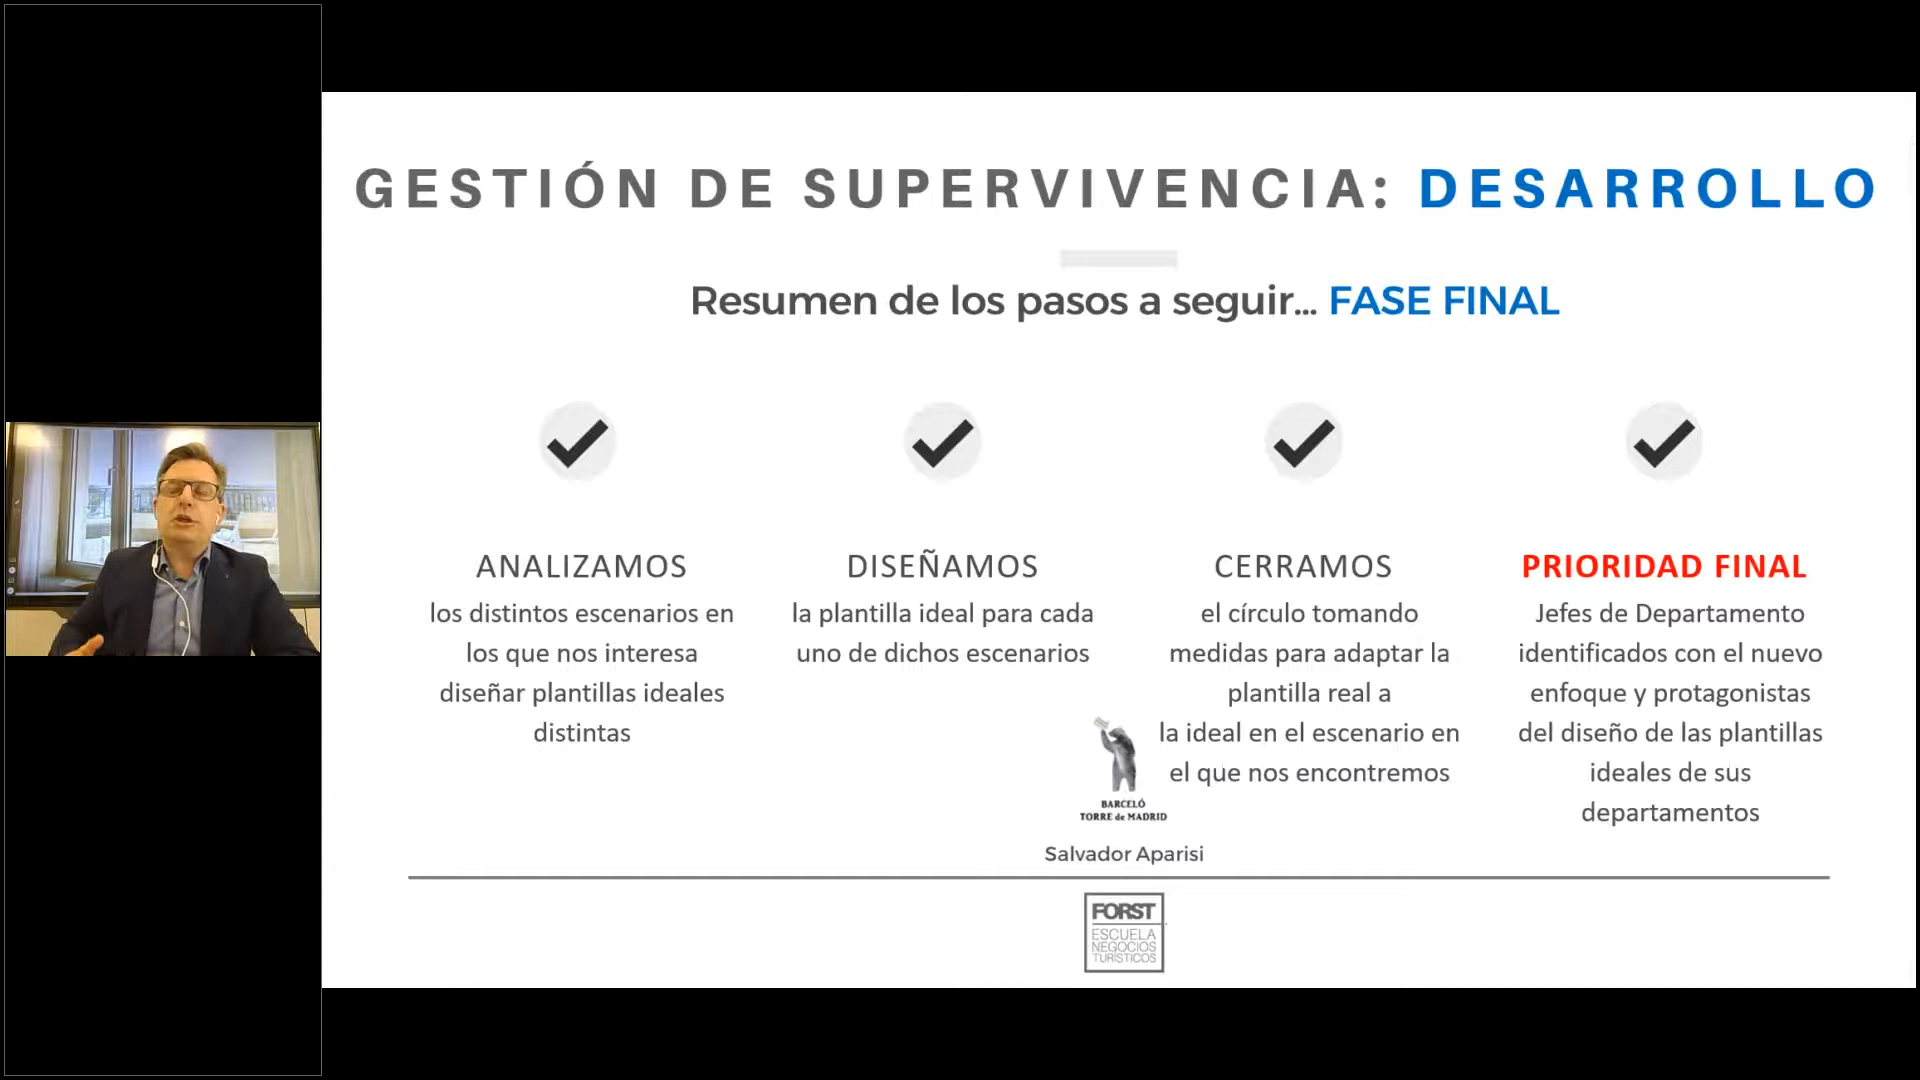 GESTIÓN DE SUPERVIVENCIA: DESARROLLO
Resumen de los pasos a seguir... FASE FINAL
ANALIZAMOS
los distintos escenarios en
los que nos interesa
diseñar plantillas ideales
distintas
DISEÑAMOS
la plantilla ideal para cada
uno de dichos escenarios
CERRAMOS
el círculo tomando
medidas para adaptar la
plantilla real a
la ideal en el escenario en
el que nos encontremos
PRIORIDAD FINAL
Jefes de Departamento
identificados con el nuevo
enfoque y protagonistas
del diseño de las plantillas
ideales de sus
departamentos
BARCELÓ
TORRE de MADRID
Salvador Aparisi
FORST
ESCUELA
NEGOCIOS
TURÍSTICOS